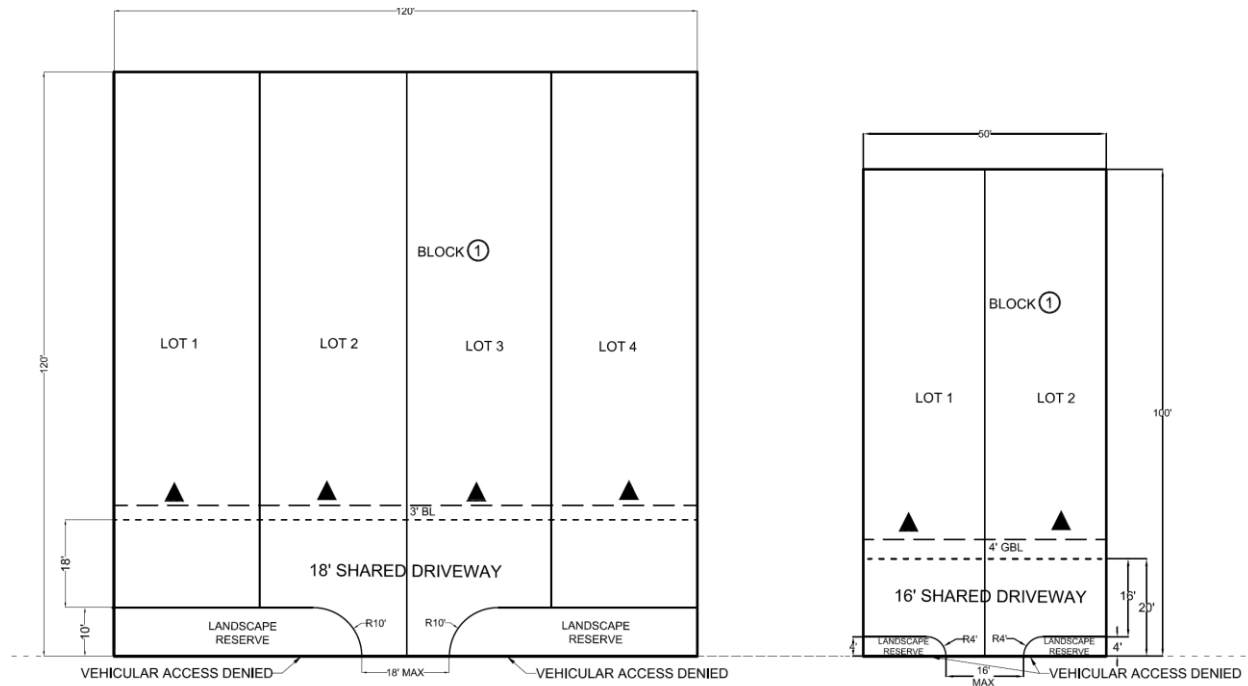 120'
120'
BLOCK 1
LOT 1
LOT 2
LOT 3
LOT 4
3' BL
18'
18' SHARED DRIVEWAY
10'
LANDSCAPE
RESERVE
R10'
R10'
LANDSCAPE
RESERVE
VEHICULAR ACCESS DENIED
18' MAX
VEHICULAR ACCESS DENIED
50'
100'
BLOCK 1
LOT 1
LOT 2
4' GBL
16' SHARED DRIVEWAY
16'
20'
4'
LANDSCAPE
RESERVE
R4'
R4'
LANDSCAPE
RESERVE
4'
16'
MAX
VEHICULAR ACCESS DENIED